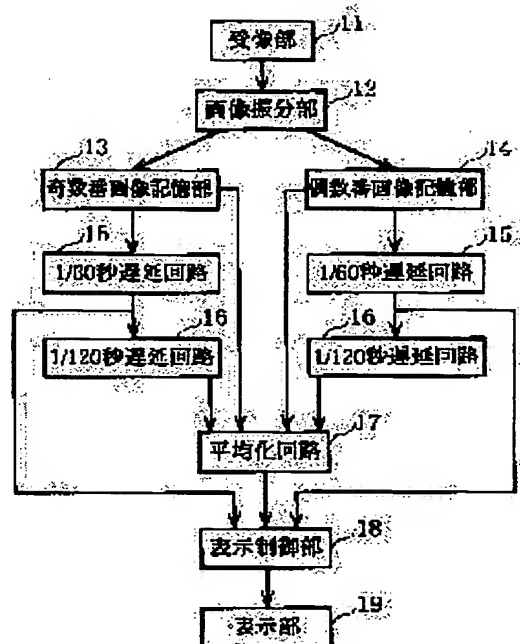 11
受像部
12
画像振分部
13
14
奇数番画像記憶部
偶数番画像記憶部
15
15
1/60秒遅延回路
1/60秒遅延回路
16
16
1/120秒遅延回路
1/120秒遅延回路
17
平均化回路
18
表示制御部
19
表示部